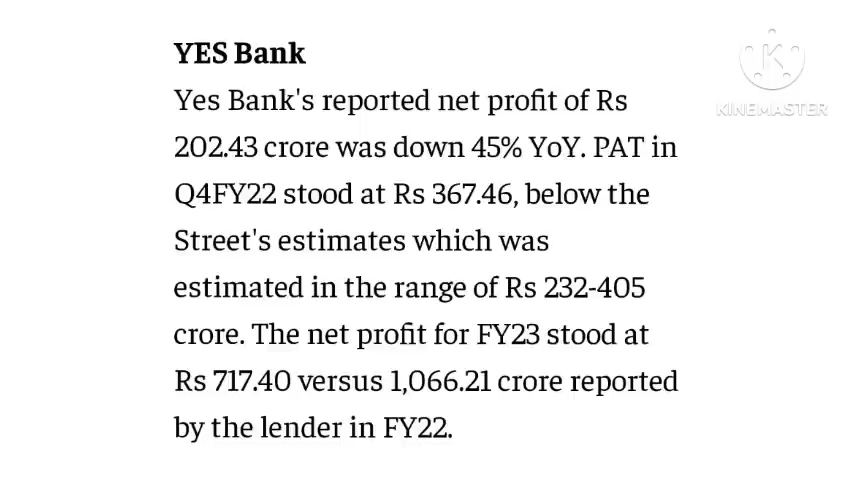 YES Bank
KINEMASTER
Yes Bank's reported net profit of Rs
202.43 crore was down 45% YoY. PAT in
Q4FY22 stood at Rs 367.46, below the
Street's estimates which was
estimated in the range of Rs 232-405
crore. The net profit for FY23 stood at
Rs 717.40 versus 1,066.21 crore reported
by the lender in FY22.